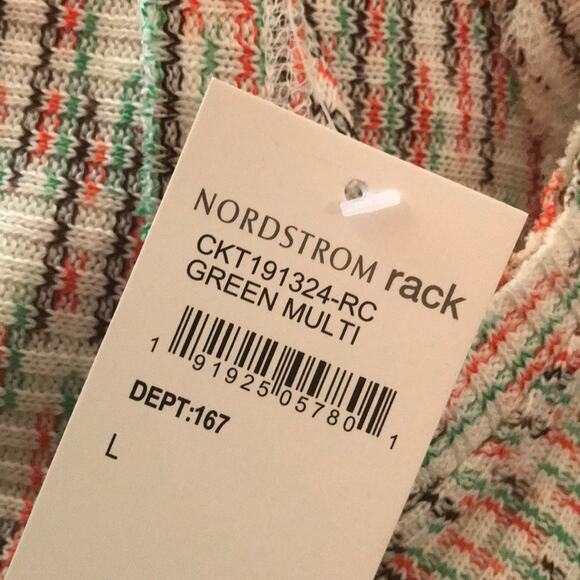 NORDSTROM rack
CKT191324-RC
GREEN MULTI
1 91925 05780 1
DEPT:167
L